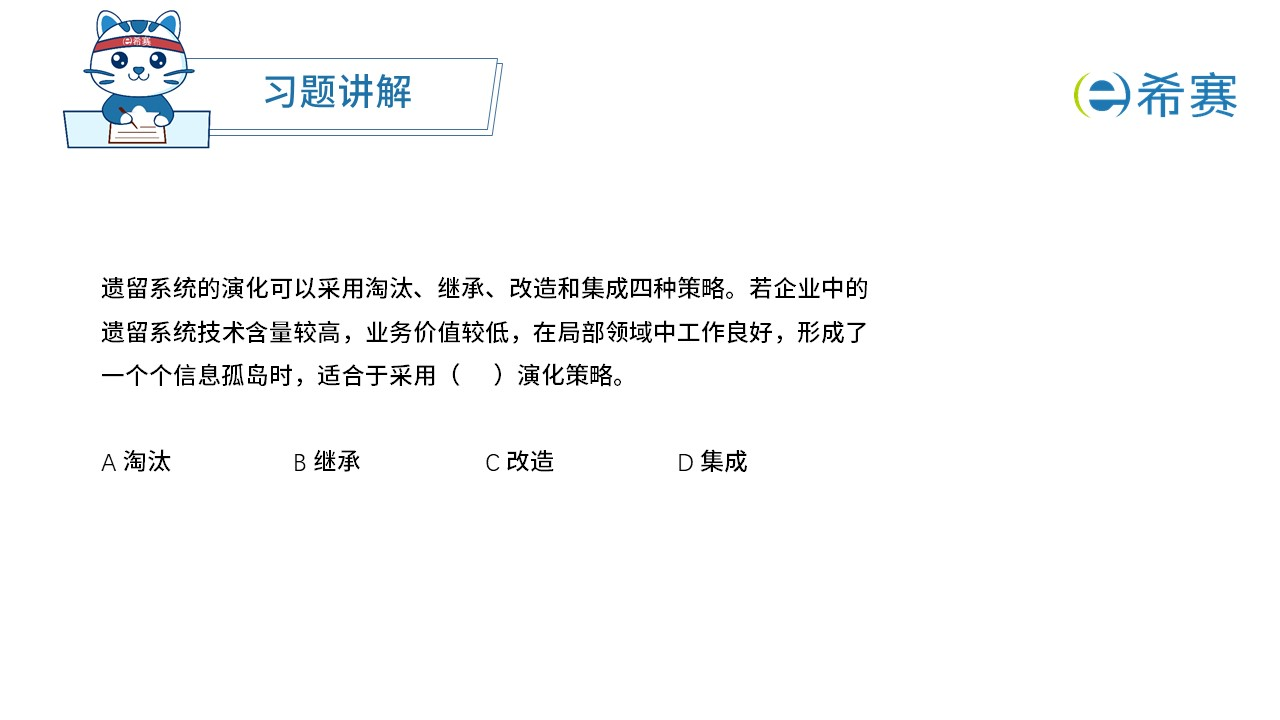 希赛
习题讲解
希赛
遗留系统的演化可以采用淘汰、继承、改造和集成四种策略。若企业中的
遗留系统技术含量较高，业务价值较低，在局部领域中工作良好，形成了
一个个信息孤岛时，适合于采用（ ）演化策略。
A 淘汰 B 继承 C 改造 D 集成